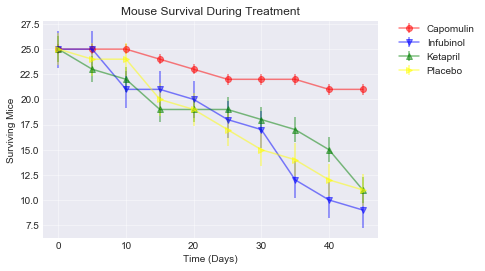 Mouse Survival During Treatment
27.5
25.0
22.5
20.0
17.5
15.0
12.5
10.0
7.5
Surviving Mice
0
10
20
30
40
Time (Days)
Capomulin
Infubinol
Ketapril
Placebo